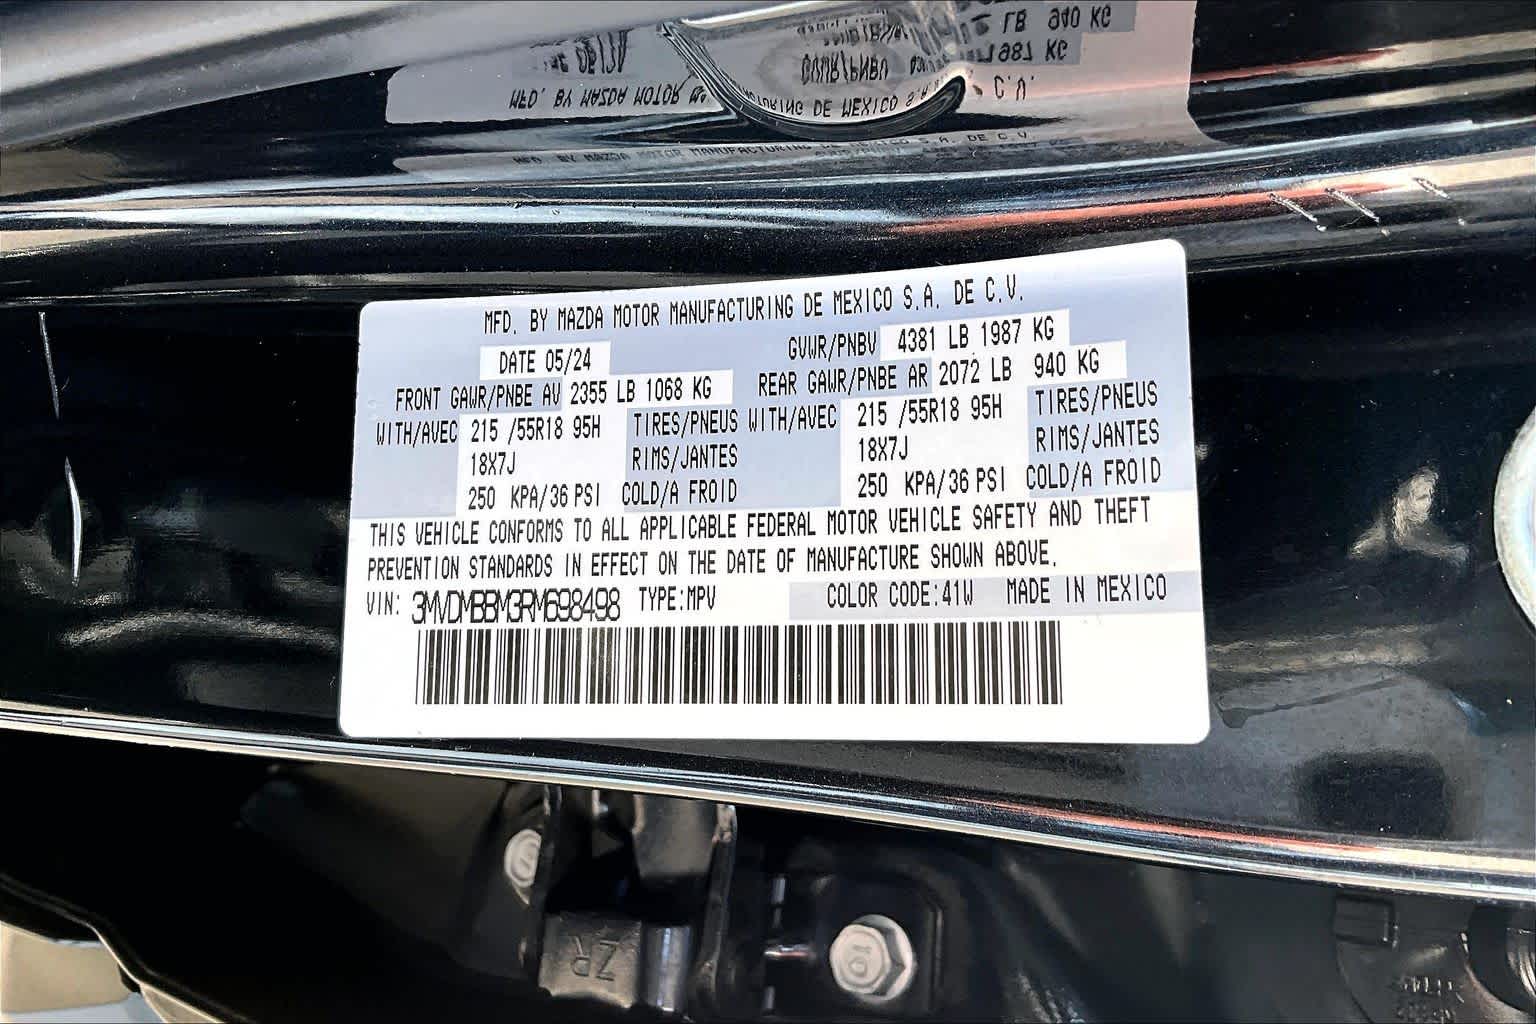 MFD. BY MAZDA MOTOR MANUFACTURING DE MEXICO S.A. DE C.V.
DATE 05/24 GVWR/PNBV 4381 LB 1987 KG
FRONT GAWR/PNBE AV 2355 LB 1068 KG REAR GAWR/PNBE AR 2072 LB 940 KG
WITH/AVEC 215 /55R18 95H TIRES/PNEUS WITH/AVEC 215 /55R18 95H TIRES/PNEUS
18X7J RIMS/JANTES 18X7J RIMS/JANTES
250 KPA/36 PSI COLD/A FROID 250 KPA/36 PSI COLD/A FROID
THIS VEHICLE CONFORMS TO ALL APPLICABLE FEDERAL MOTOR VEHICLE SAFETY AND THEFT
PREVENTION STANDARDS IN EFFECT ON THE DATE OF MANUFACTURE SHOWN ABOVE.
VIN: 3MVDMBBM3RM698498 TYPE:MPV COLOR CODE:41W MADE IN MEXICO
ZR
10